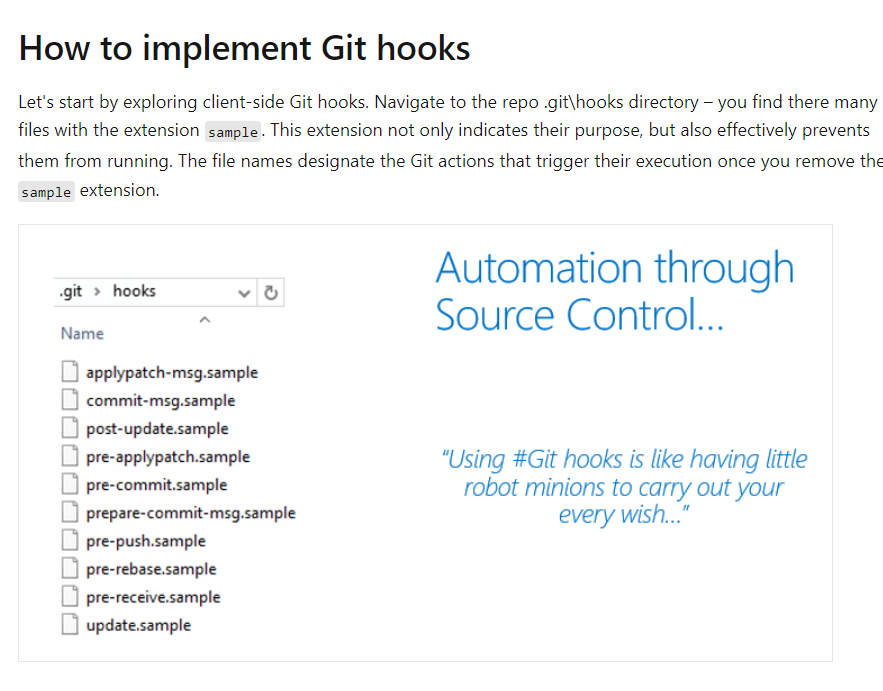 How to implement Git hooks
Let's start by exploring client-side Git hooks. Navigate to the repo .git\hooks directory – you find there many
files with the extension sample. This extension not only indicates their purpose, but also effectively prevents
them from running. The file names designate the Git actions that trigger their execution once you remove the
sample extension.
.git > hooks
Name
applypatch-msg.sample
commit-msg.sample
post-update.sample
pre-applypatch.sample
pre-commit.sample
prepare-commit-msg.sample
pre-push.sample
pre-rebase.sample
pre-receive.sample
update.sample
Automation through
Source Control...
“Using #Git hooks is like having little
robot minions to carry out your
every wish...”